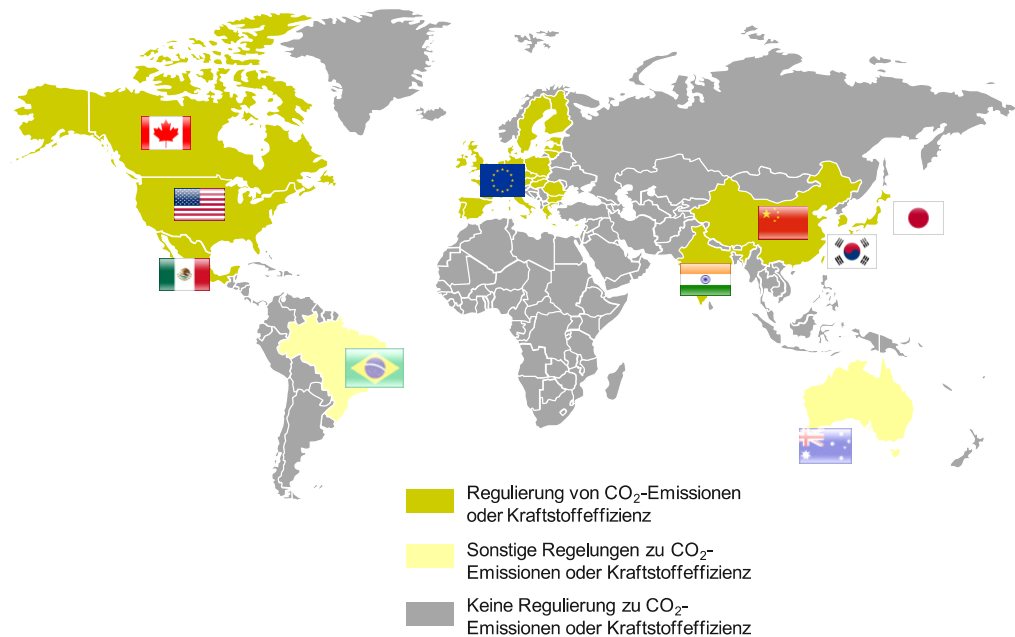 Regulierung von CO₂-Emissionen
oder Kraftstoffeffizienz
Sonstige Regelungen zu CO₂-
Emissionen oder Kraftstoffeffizienz
Keine Regulierung zu CO₂-
Emissionen oder Kraftstoffeffizienz